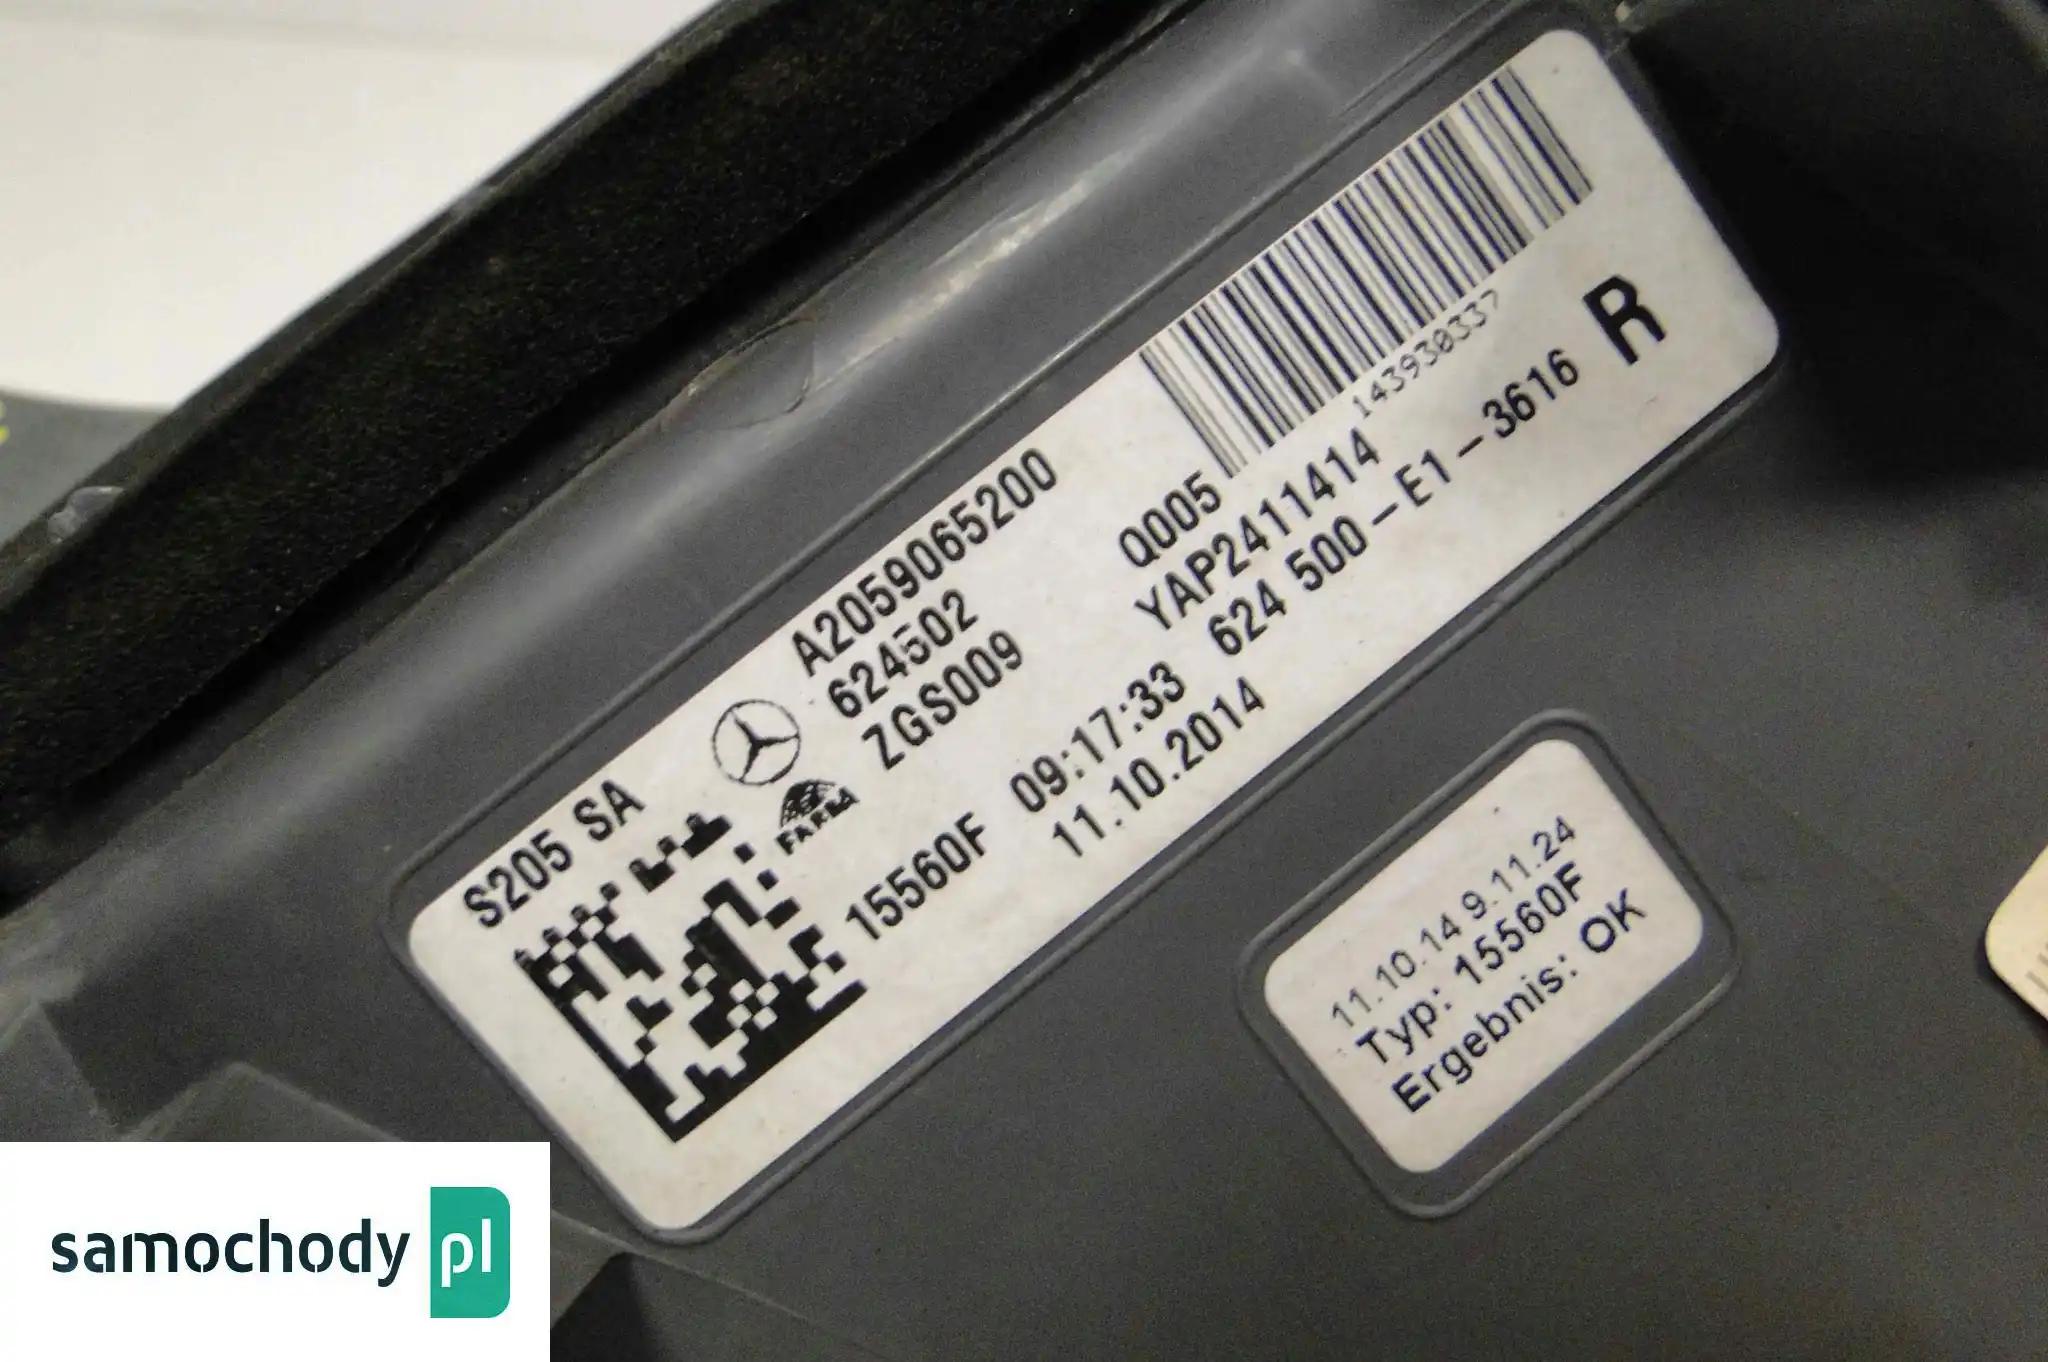 S205 SA
A2059065200
624502
ZGS009
FARBA
15560F
09:17:33
11.10.2014
Q005
YAP2411414
624 500-E1-3616
143930337
R
11.10.14 9.11.24
Typ: 15560F
Ergebnis: OK
samochody pl